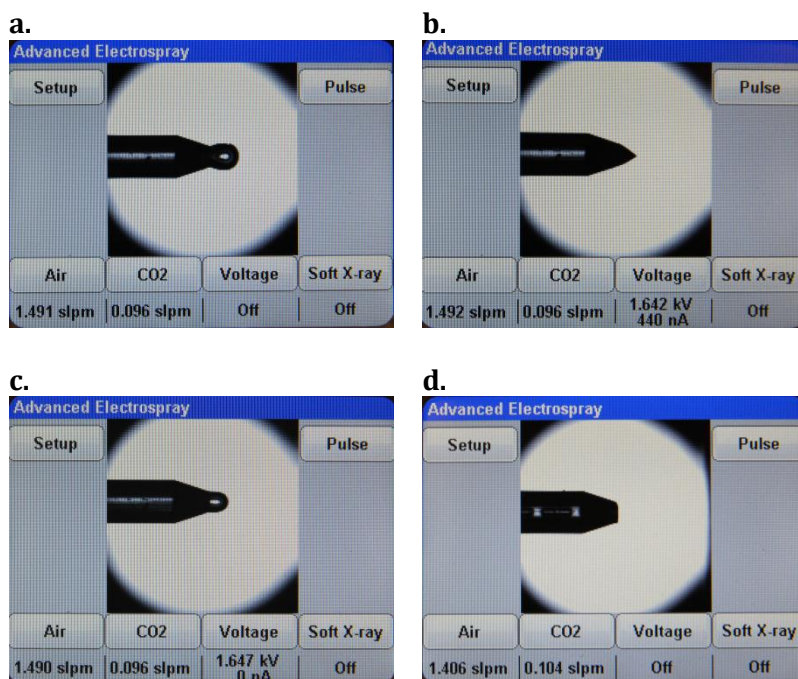 a.
Advanced Electrospray
Setup
Pulse
Air
CO2
Voltage
Soft X-ray
1.491 slpm
0.096 slpm
Off
Off
b.
Advanced Electrospray
Setup
Pulse
Air
CO2
Voltage
Soft X-ray
1.492 slpm
0.096 slpm
1.642 kV
440 nA
Off
c.
Advanced Electrospray
Setup
Pulse
Air
CO2
Voltage
Soft X-ray
1.490 slpm
0.096 slpm
1.647 kV
0 nA
Off
d.
Advanced Electrospray
Setup
Pulse
Air
CO2
Voltage
Soft X-ray
1.406 slpm
0.104 slpm
Off
Off